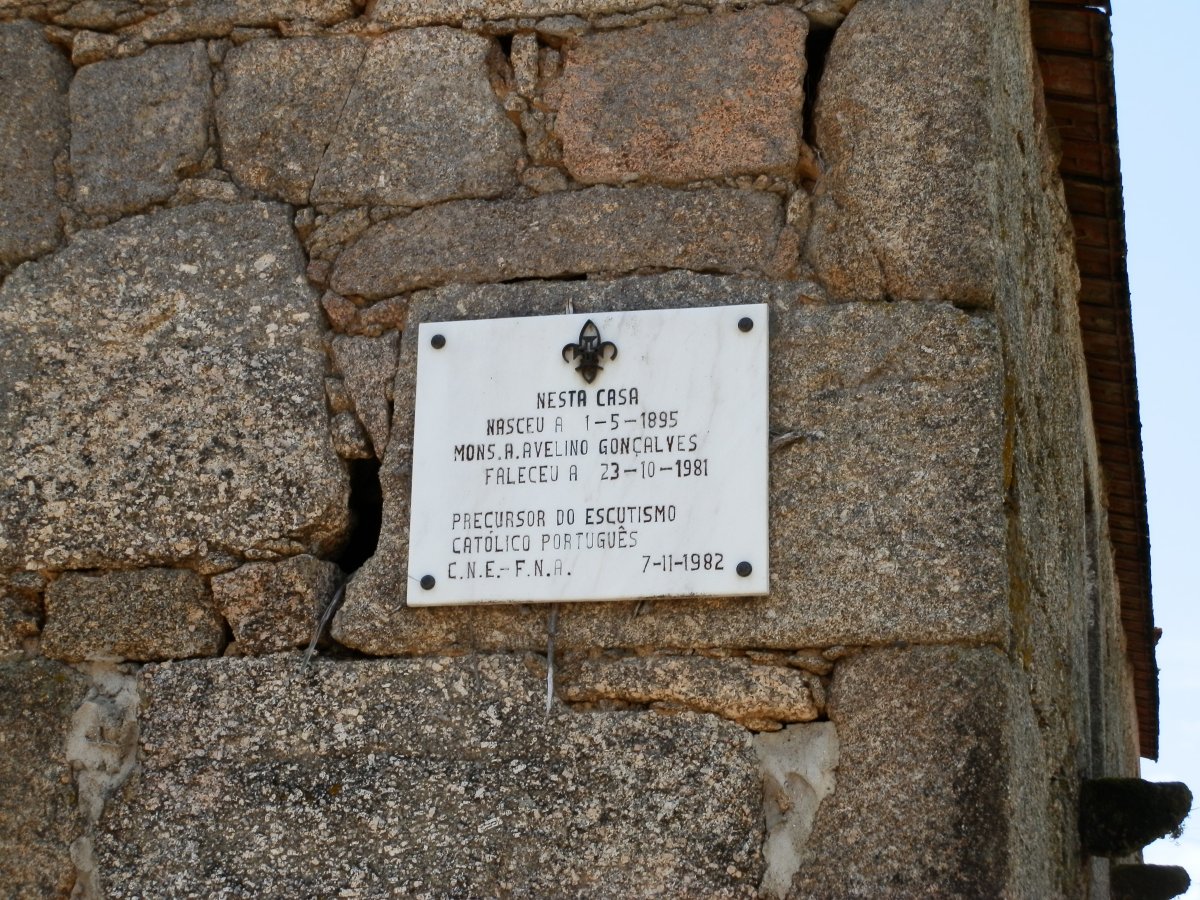 NESTA CASA
NASCEU A 1-5-1895
MONS.A.AVELINO GONÇALVES
FALECEU A 23-10-1981
PRECURSOR DO ESCUTISMO
CATÓLICO PORTUGUÊS
C.N.E.-F.N.A. 7-11-1982